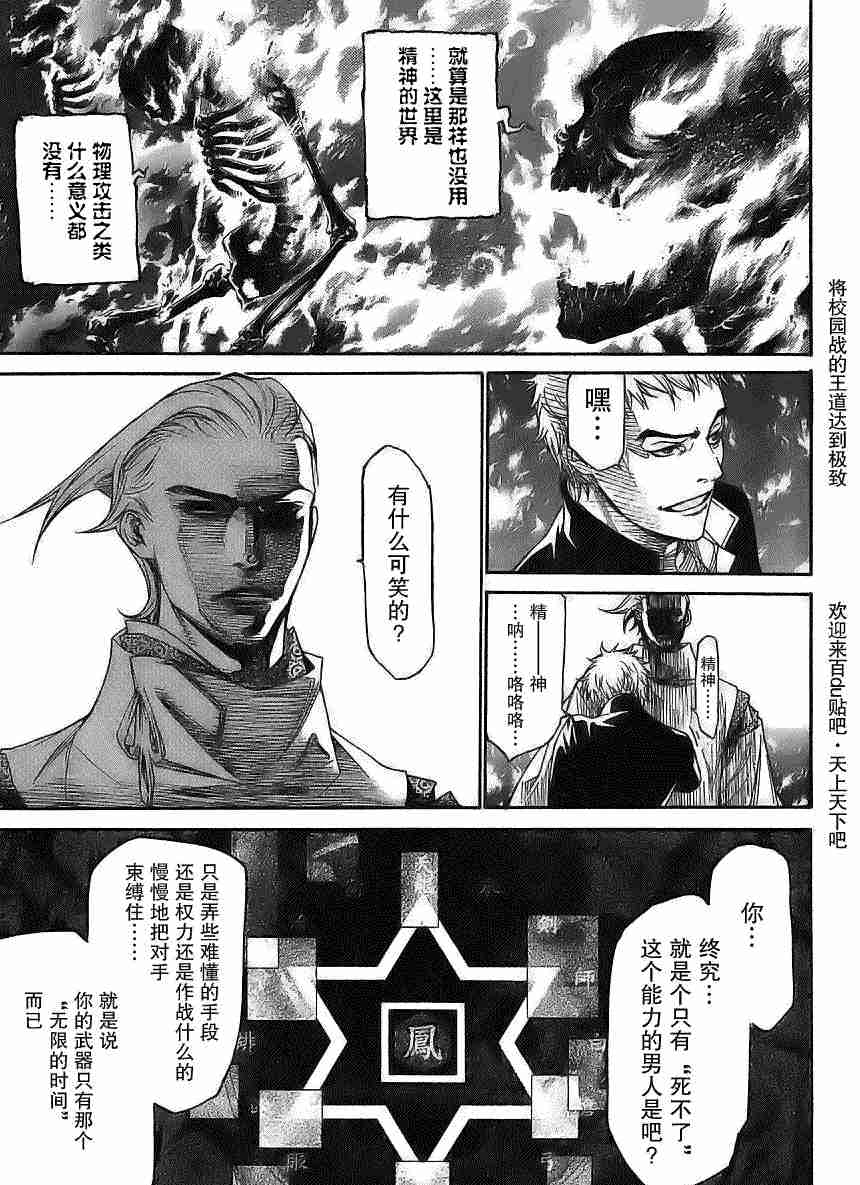 就算是那样也没用
……这里是
精神的世界
物理攻击之类
什么意义都
没有……
嘿…
精——神
…呐……咯咯咯…
精神……
有什么可笑的？
你…
终究…
就是个只有“死不了”
这个能力的男人是吧？
只是弄些难懂的手段
还是权力还是作战什么的
慢慢地把对手
束缚住……
就是说
你的武器只有那个
“无限的时间”
而已
鳳
弓
将校园战的王道达到极致
欢迎来百du贴吧·天上天下吧